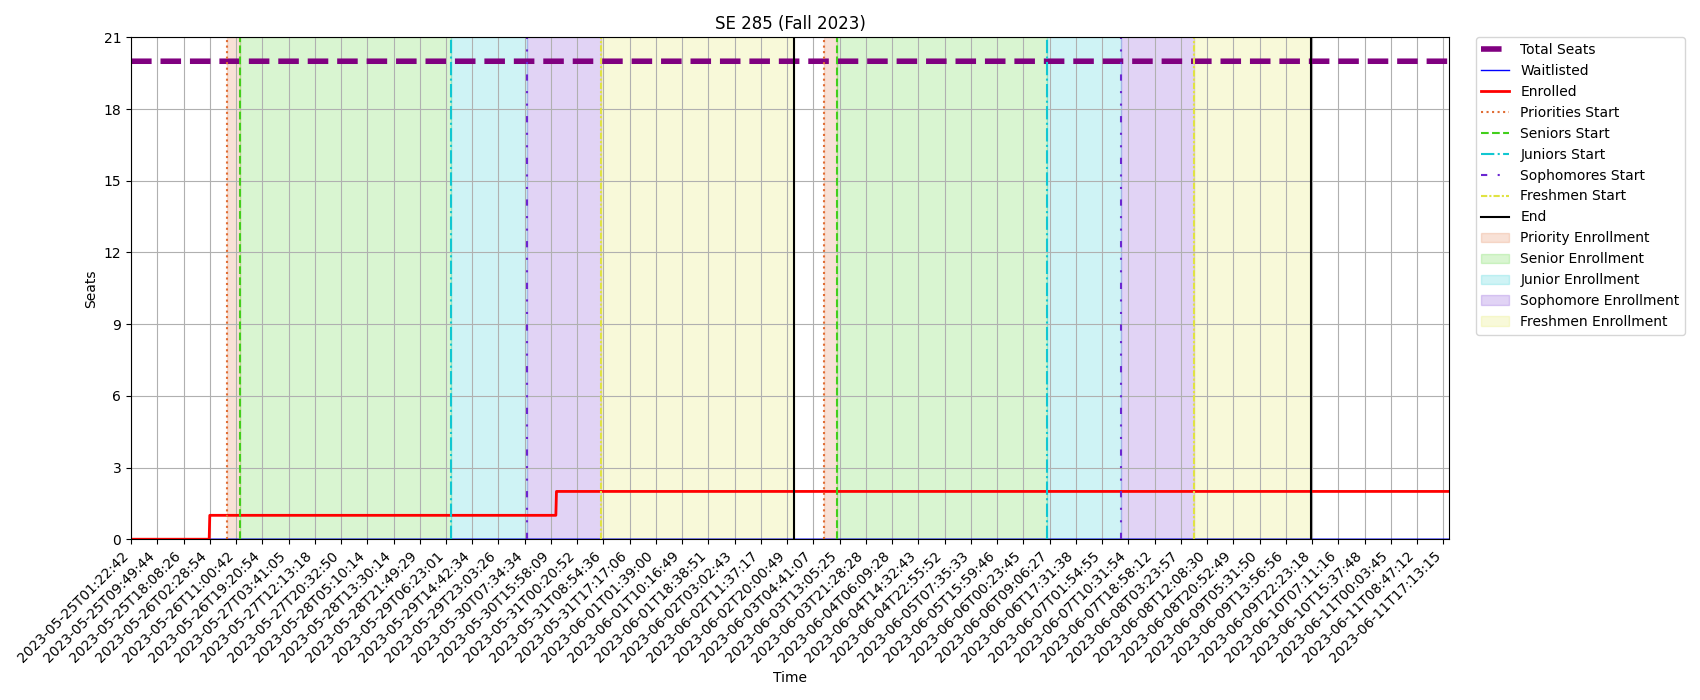 SE 285 (Fall 2023)
Seats
21
18
15
12
9
6
3
0
2023-05-25T01:22:42
2023-05-25T09:49:44
2023-05-25T18:08:26
2023-05-26T02:28:54
2023-05-26T11:00:42
2023-05-26T19:20:54
2023-05-27T03:41:05
2023-05-27T12:13:18
2023-05-27T20:32:50
2023-05-28T05:10:14
2023-05-28T13:30:14
2023-05-28T21:49:29
2023-05-29T06:23:01
2023-05-29T14:42:34
2023-05-29T23:03:26
2023-05-30T07:34:34
2023-05-30T15:58:09
2023-05-31T00:20:52
2023-05-31T08:54:36
2023-05-31T17:17:06
2023-06-01T01:39:00
2023-06-01T10:16:49
2023-06-01T18:38:51
2023-06-02T03:02:43
2023-06-02T11:37:17
2023-06-02T20:00:49
2023-06-03T04:41:07
2023-06-03T13:05:25
2023-06-03T21:28:28
2023-06-04T06:09:28
2023-06-04T14:32:43
2023-06-04T22:55:52
2023-06-05T07:35:33
2023-06-05T15:59:46
2023-06-06T00:23:45
2023-06-06T09:06:27
2023-06-06T17:31:38
2023-06-07T01:54:55
2023-06-07T10:31:54
2023-06-07T18:58:12
2023-06-08T03:23:57
2023-06-08T12:08:30
2023-06-08T20:52:49
2023-06-09T05:31:50
2023-06-09T13:56:56
2023-06-09T22:23:18
2023-06-10T07:11:16
2023-06-10T15:37:48
2023-06-11T00:03:45
2023-06-11T08:47:12
2023-06-11T17:13:15
Time
Total Seats
Waitlisted
Enrolled
Priorities Start
Seniors Start
Juniors Start
Sophomores Start
Freshmen Start
End
Priority Enrollment
Senior Enrollment
Junior Enrollment
Sophomore Enrollment
Freshmen Enrollment